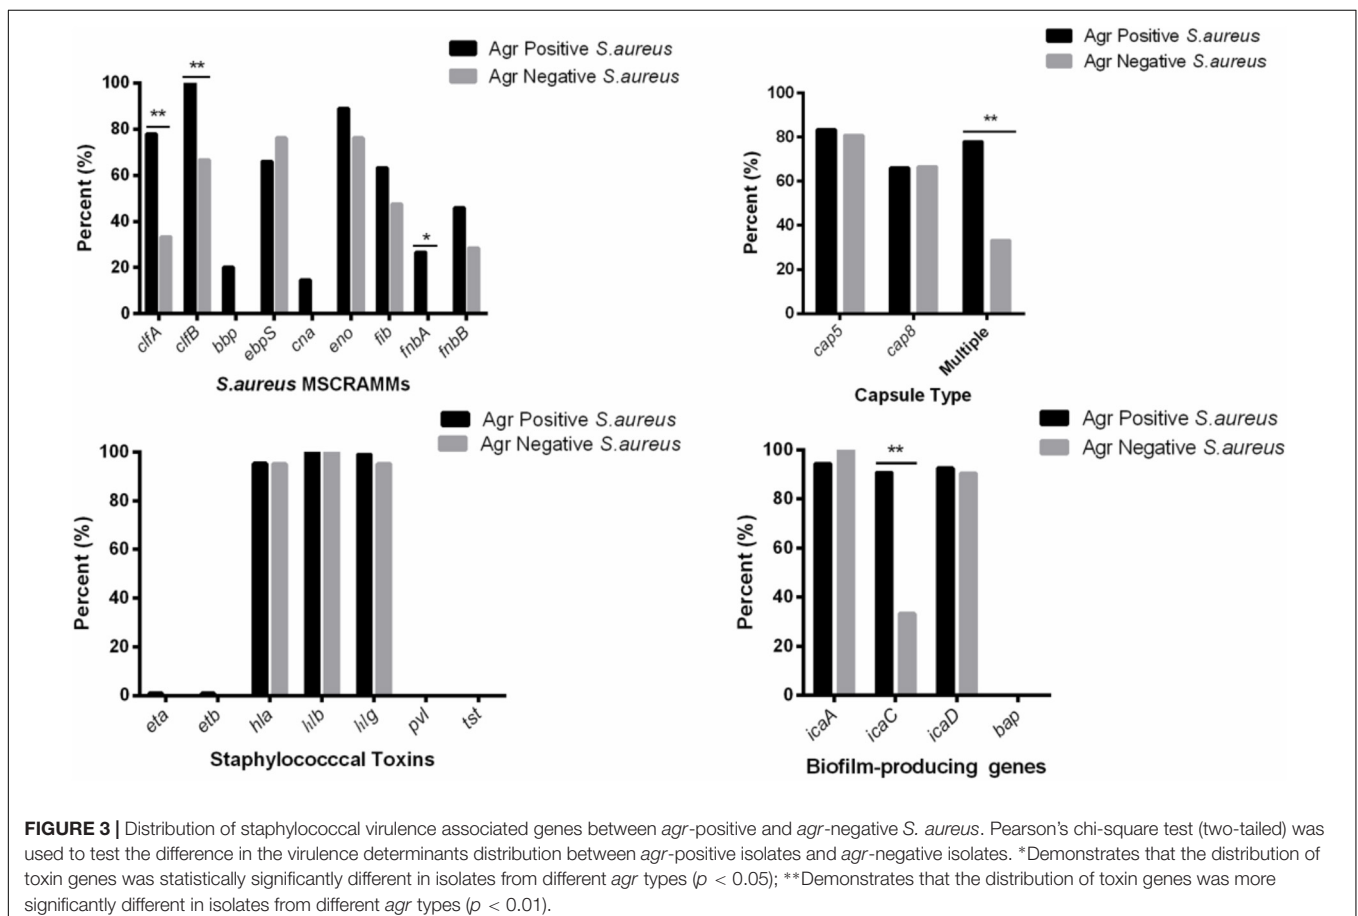 Agr Positive S.aureus
Agr Negative S.aureus
**
**
*
100
80
60
40
20
0
Percent (%)
clfA
clfB
bbp
ebpS
cna
eno
fib
fnbA
fnbB
S.aureus MSCRAMMs
Agr Positive S.aureus
Agr Negative S.aureus
**
100
80
60
40
20
0
Percent (%)
cap5
cap8
Multiple
Capsule Type
Agr Positive S.aureus
Agr Negative S.aureus
100
80
60
40
20
0
Percent (%)
eta
etb
hla
hlb
hlg
pvl
tst
Staphylococccal Toxins
Agr Positive S.aureus
Agr Negative S.aureus
**
100
80
60
40
20
0
Percent (%)
icaA
icaC
icaD
bap
Biofilm-producing genes
FIGURE 3 | Distribution of staphylococcal virulence associated genes between agr-positive and agr-negative S. aureus. Pearson's chi-square test (two-tailed) was
used to test the difference in the virulence determinants distribution between agr-positive isolates and agr-negative isolates. *Demonstrates that the distribution of
toxin genes was statistically significantly different in isolates from different agr types (p < 0.05); **Demonstrates that the distribution of toxin genes was more
significantly different in isolates from different agr types (p < 0.01).